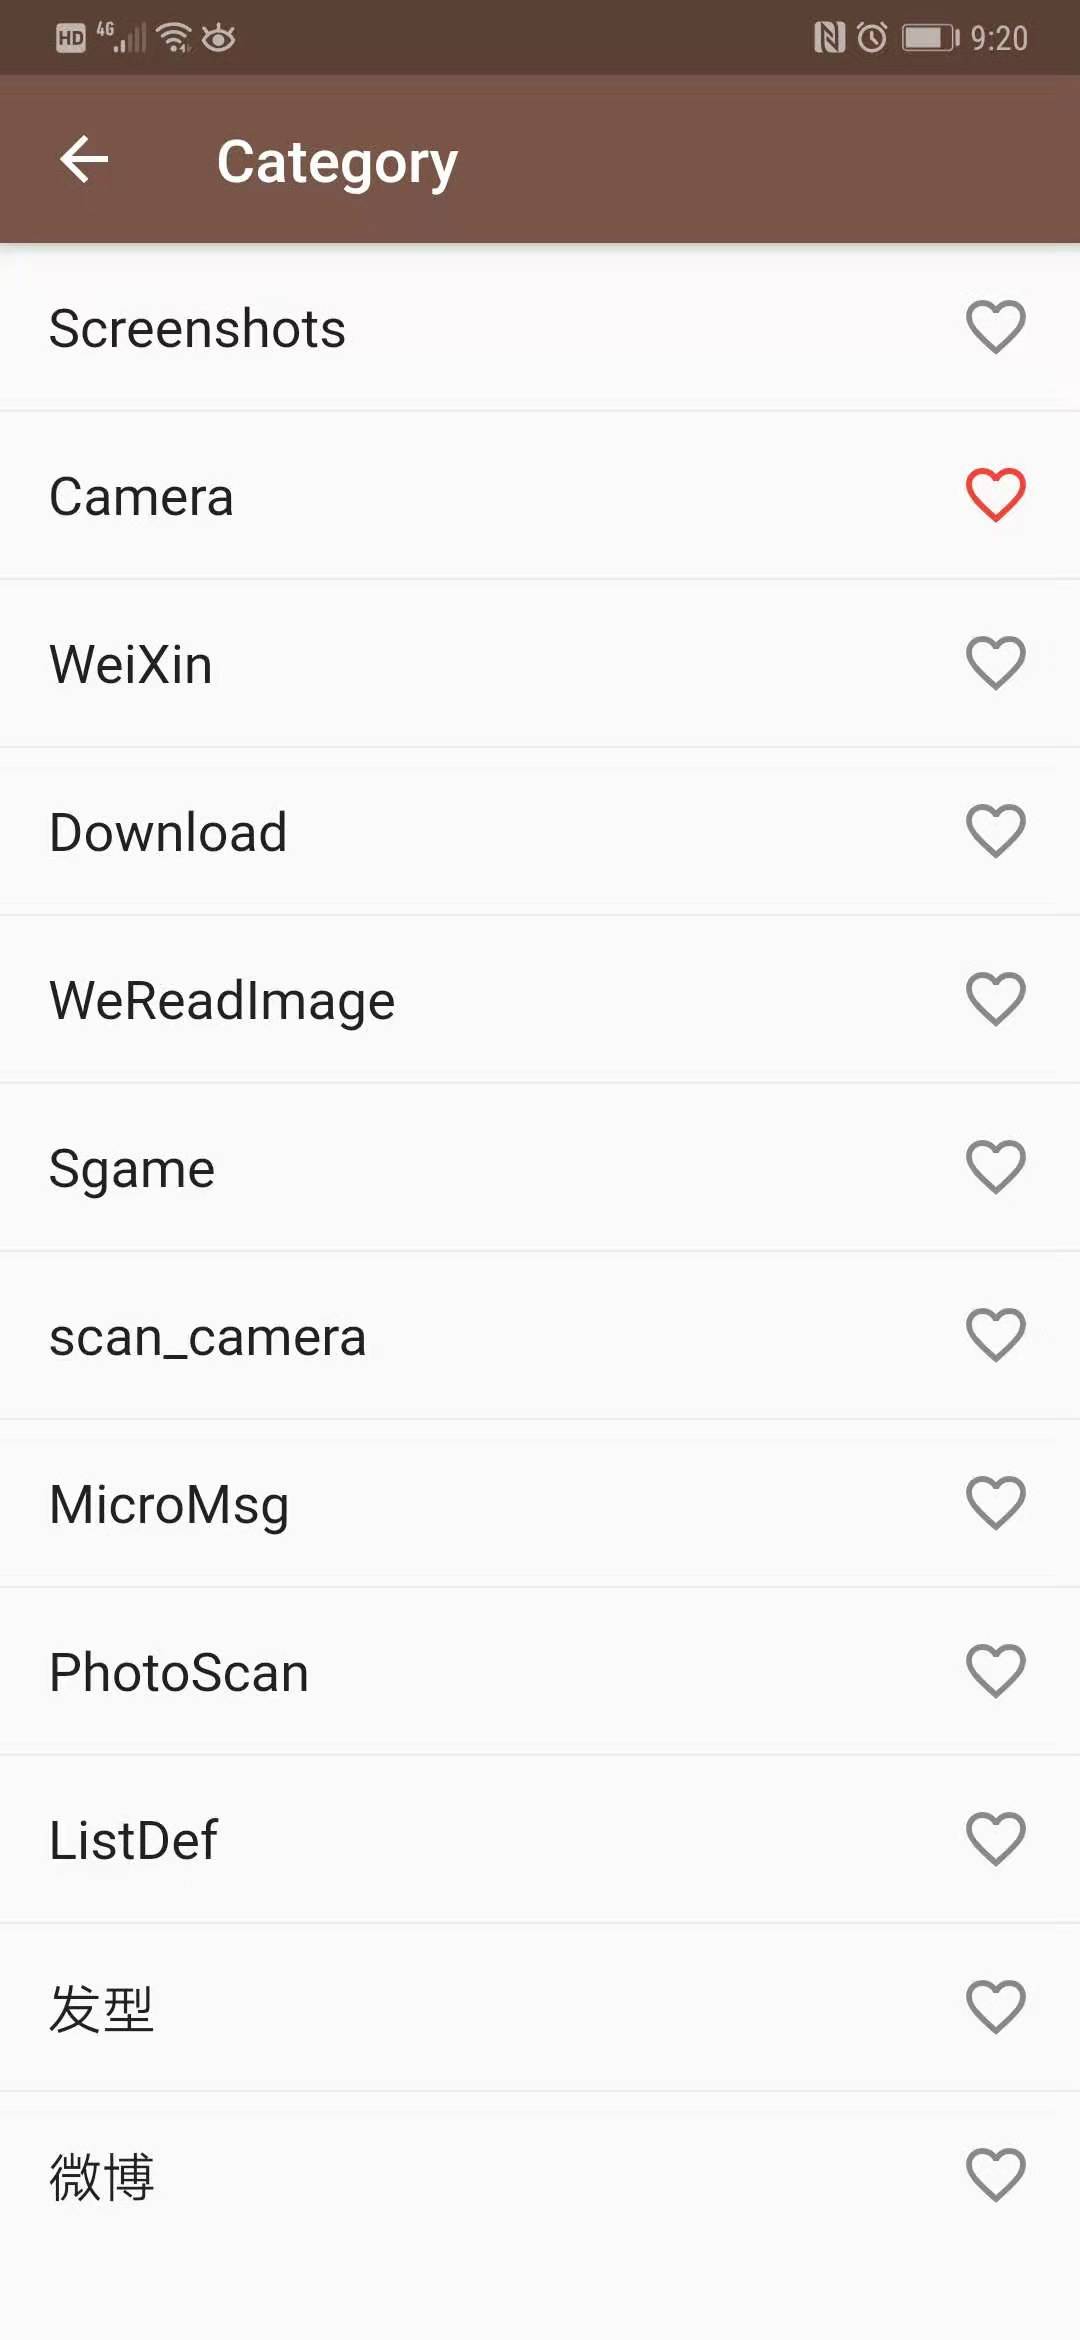 HD 4G 9:20
Category
Screenshots
Camera
WeiXin
Download
WeReadImage
Sgame
scan_camera
MicroMsg
PhotoScan
ListDef
发型
微博